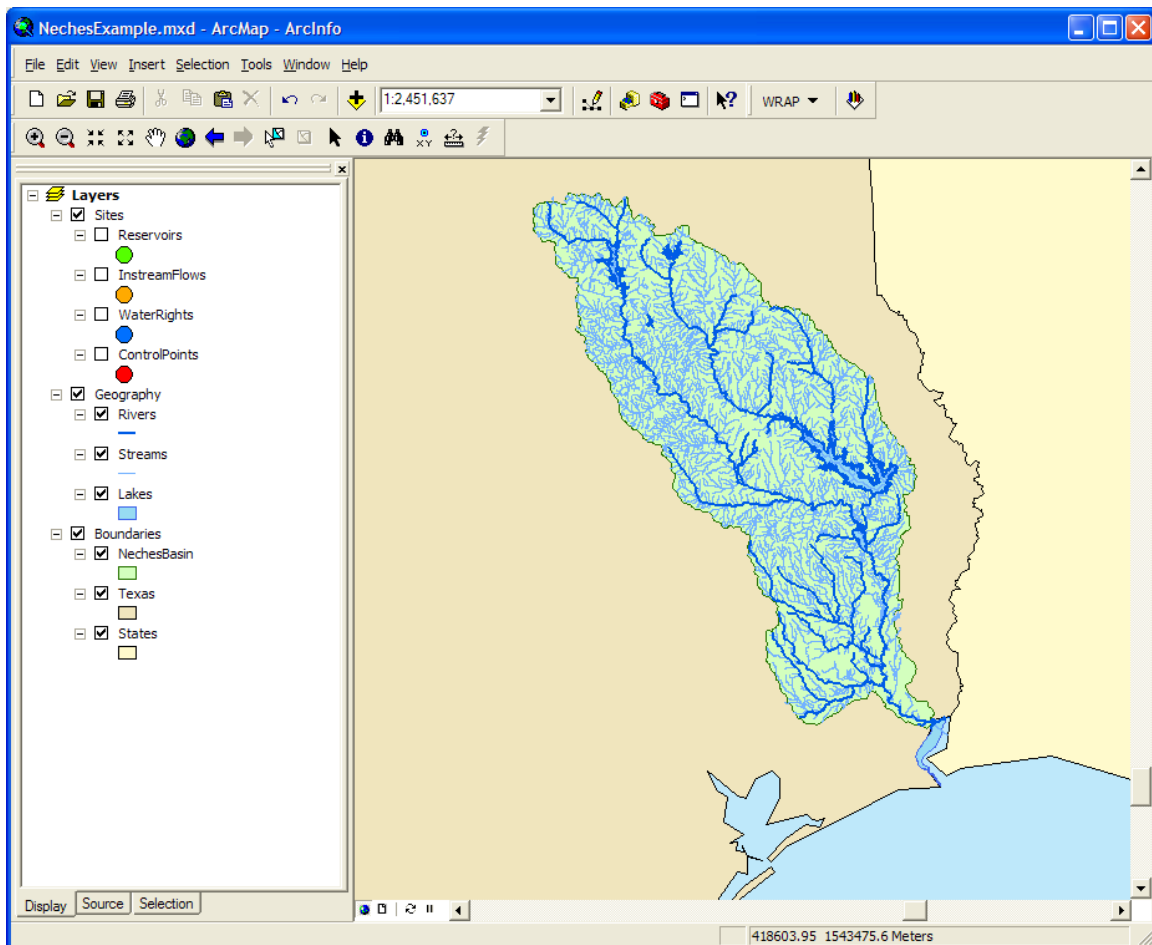 NechesExample.mxd - ArcMap - ArcInfo
File Edit View Insert Selection Tools Window Help
1:2,451,637
WRAP
XY
Layers
Sites
Reservoirs
InstreamFlows
WaterRights
ControlPoints
Geography
Rivers
Streams
Lakes
Boundaries
NechesBasin
Texas
States
Display Source Selection
418603.95 1543475.6 Meters